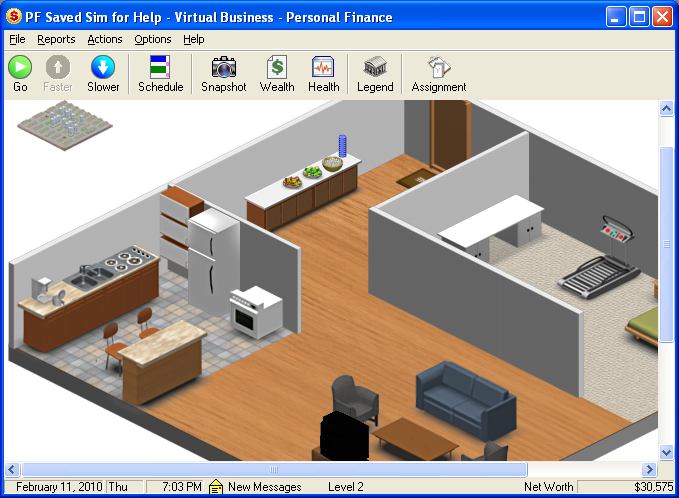 PF Saved Sim for Help - Virtual Business - Personal Finance
File Reports Actions Options Help
Go Faster Slower Schedule Snapshot Wealth Health Legend Assignment
February 11, 2010 Thu 7:03 PM New Messages Level 2 Net Worth $30,575